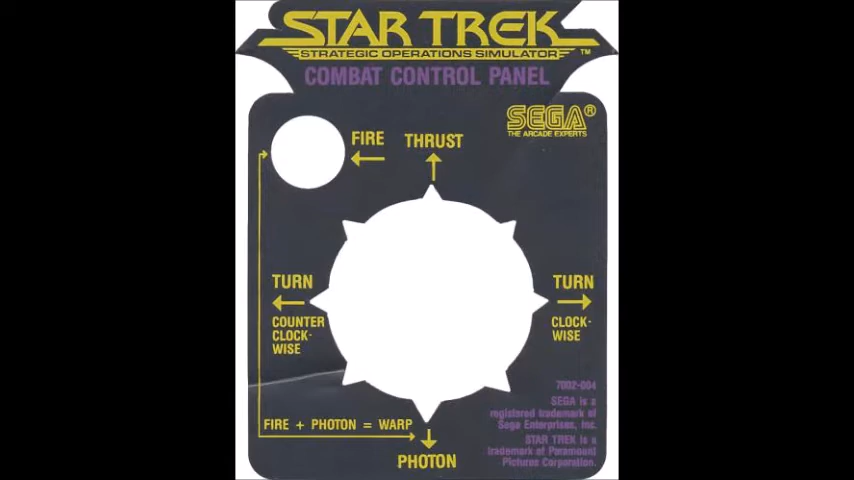 STAR TREK
STRATEGIC OPERATIONS SIMULATOR™
COMBAT CONTROL PANEL
SEGA®
THE ARCADE EXPERTS
FIRE
THRUST
TURN
COUNTER
CLOCK-
WISE
TURN
CLOCK-
WISE
7002-004
SEGA is a
registered trademark of
Sega Enterprises, Inc.
FIRE + PHOTON = WARP
STAR TREK is a
trademark of Paramount
Pictures Corporation.
PHOTON